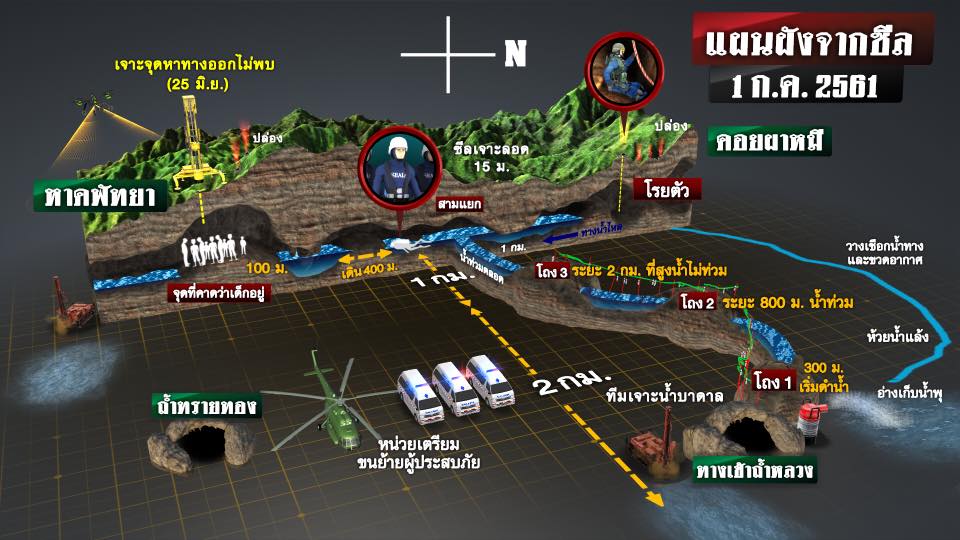 แผนผังจากซีล
1 ก.ค. 2561
N
เจาะจุดหาทางออกไม่พบ
(25 มิ.ย.)
ปล่อง
ซีลเจาะลอด
15 ม.
ปล่อง
ดอยผาหมี
หาดพัทยา
สามแยก
โรยตัว
ทางน้ำไหล
1 กม.
วางเชือกนำทาง
และขวดอากาศ
100 ม.
เดิน 400 ม.
น้ำท่วมตลอด
จุดที่คาดว่าเด็กอยู่
1 กม.
โถง 3 ระยะ 2 กม. ที่สูงน้ำไม่ท่วม
โถง 2 ระยะ 800 ม. น้ำท่วม
ห้วยน้ำแล้ง
300 ม.
เริ่มดำน้ำ
โถง 1
อ่างเก็บน้ำพุ
2 กม.
ทีมเจาะน้ำบาดาล
ถ้ำทรายทอง
หน่วยเตรียม
ขนย้ายผู้ประสบภัย
ทางเข้าถ้ำหลวง